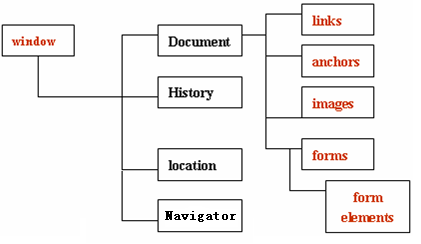 window
Document
History
location
Navigator
links
anchors
images
forms
form
elements